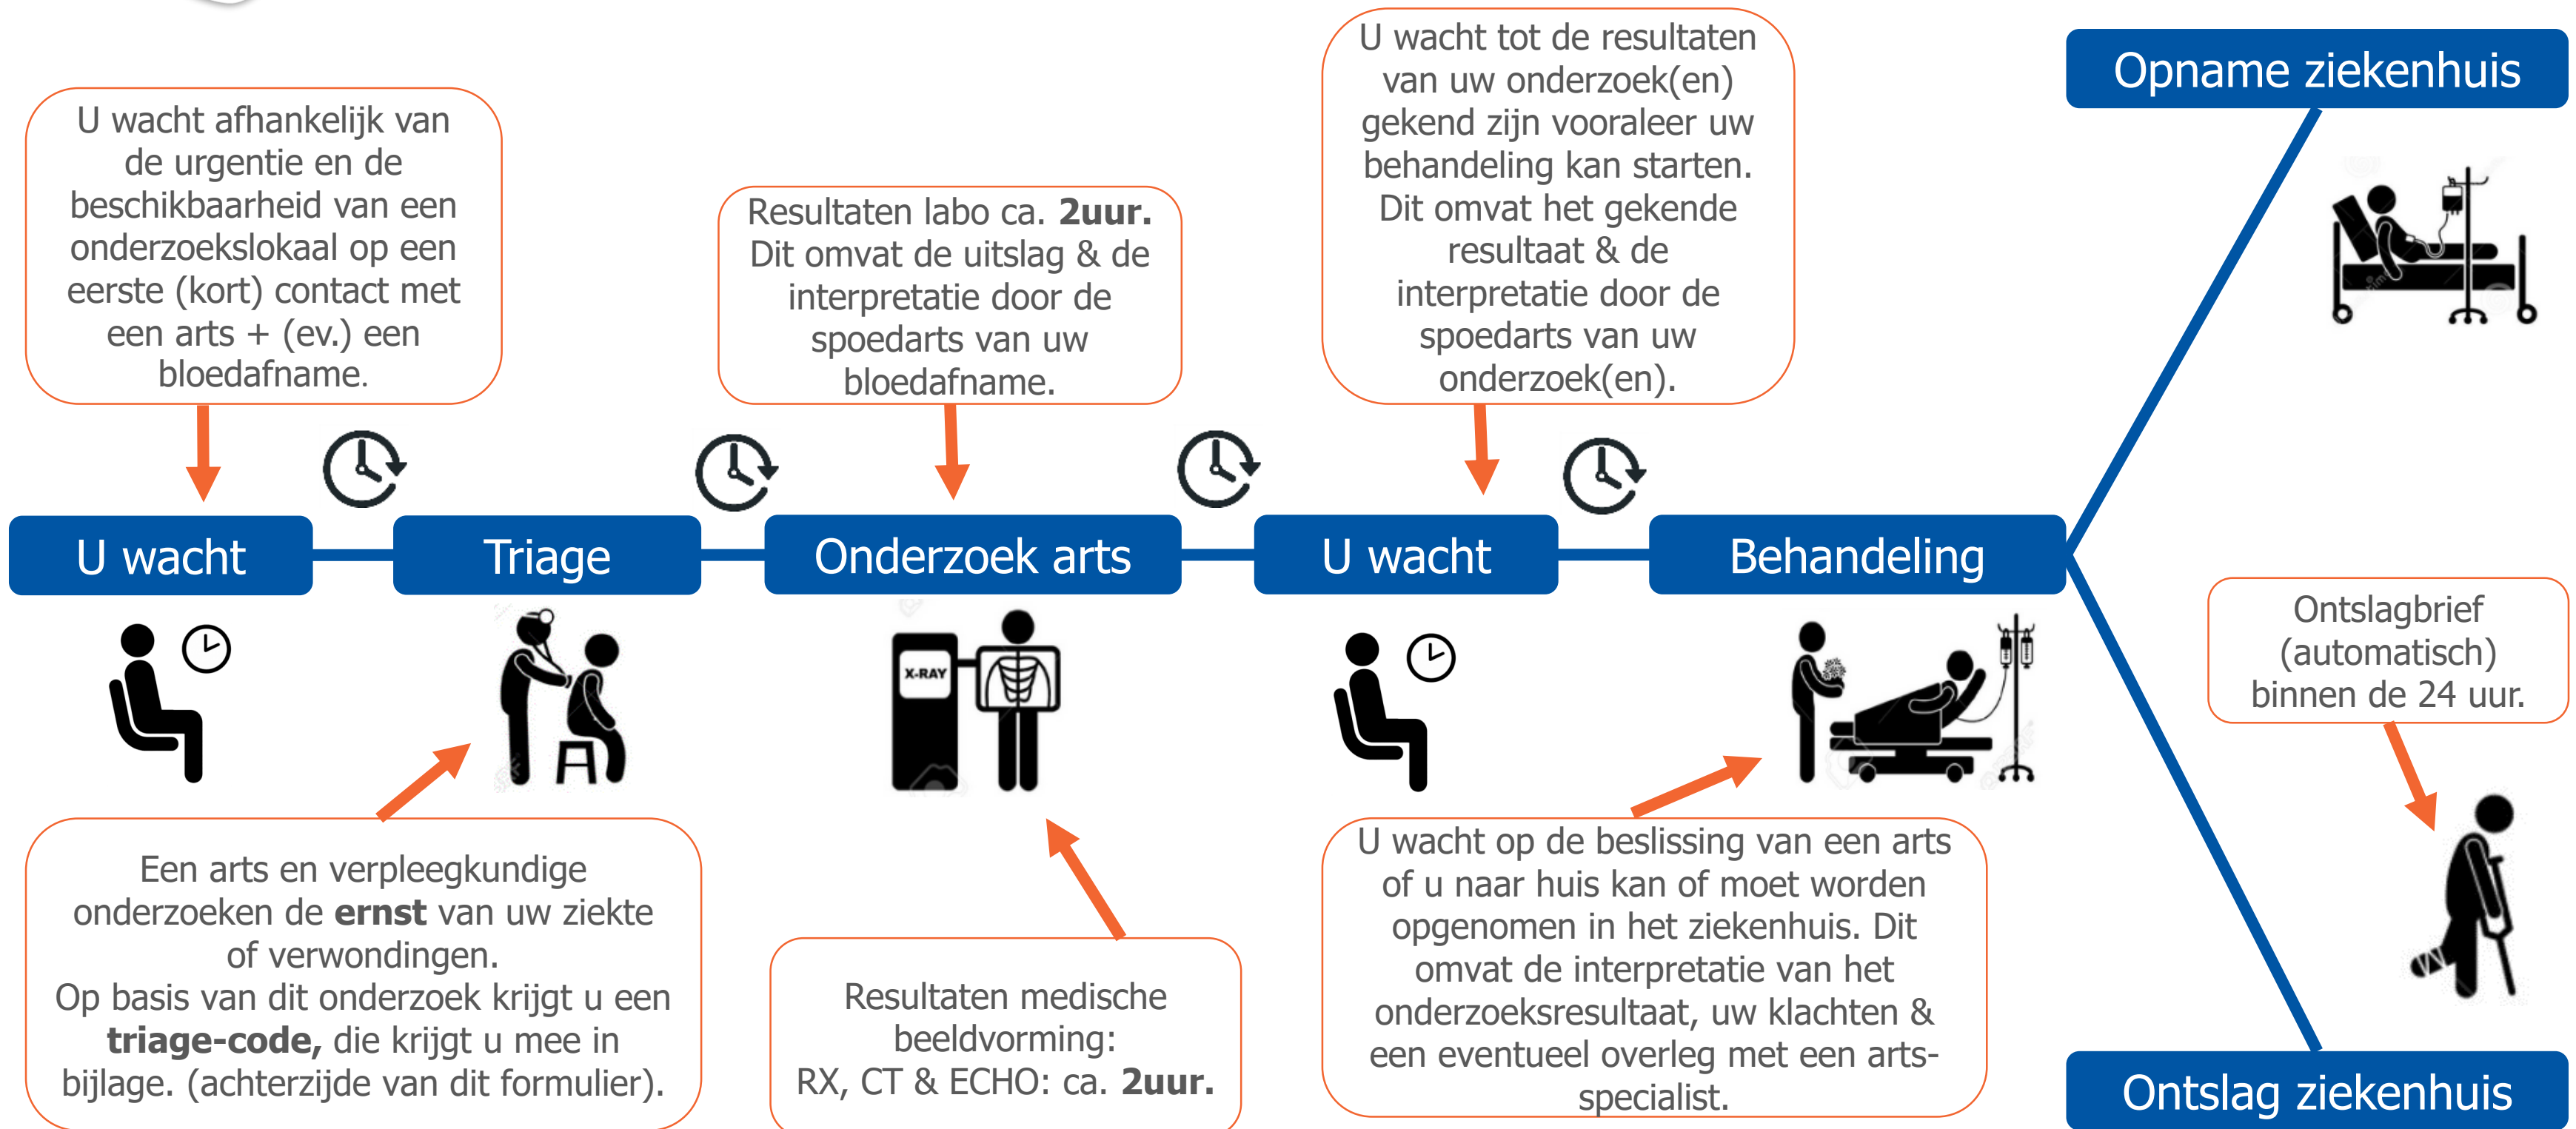 U wacht afhankelijk van
de urgentie en de
beschikbaarheid van een
onderzoekslokaal op een
eerste (kort) contact met
een arts + (ev.) een
bloedafname.
Resultaten labo ca. 2uur.
Dit omvat de uitslag & de
interpretatie door de
spoedarts van uw
bloedafname.
U wacht tot de resultaten
van uw onderzoek(en)
gekend zijn vooraleer uw
behandeling kan starten.
Dit omvat het gekende
resultaat & de
interpretatie door de
spoedarts van uw
onderzoek(en).
Opname ziekenhuis
U wacht
Triage
Onderzoek arts
U wacht
Behandeling
X-RAY
Ontslagbrief
(automatisch)
binnen de 24 uur.
Een arts en verpleegkundige
onderzoeken de ernst van uw ziekte
of verwondingen.
Op basis van dit onderzoek krijgt u een
triage-code, die krijgt u mee in
bijlage. (achterzijde van dit formulier).
Resultaten medische
beeldvorming:
RX, CT & ECHO: ca. 2uur.
U wacht op de beslissing van een arts
of u naar huis kan of moet worden
opgenomen in het ziekenhuis. Dit
omvat de interpretatie van het
onderzoeksresultaat, uw klachten &
een eventueel overleg met een arts-
specialist.
Ontslag ziekenhuis